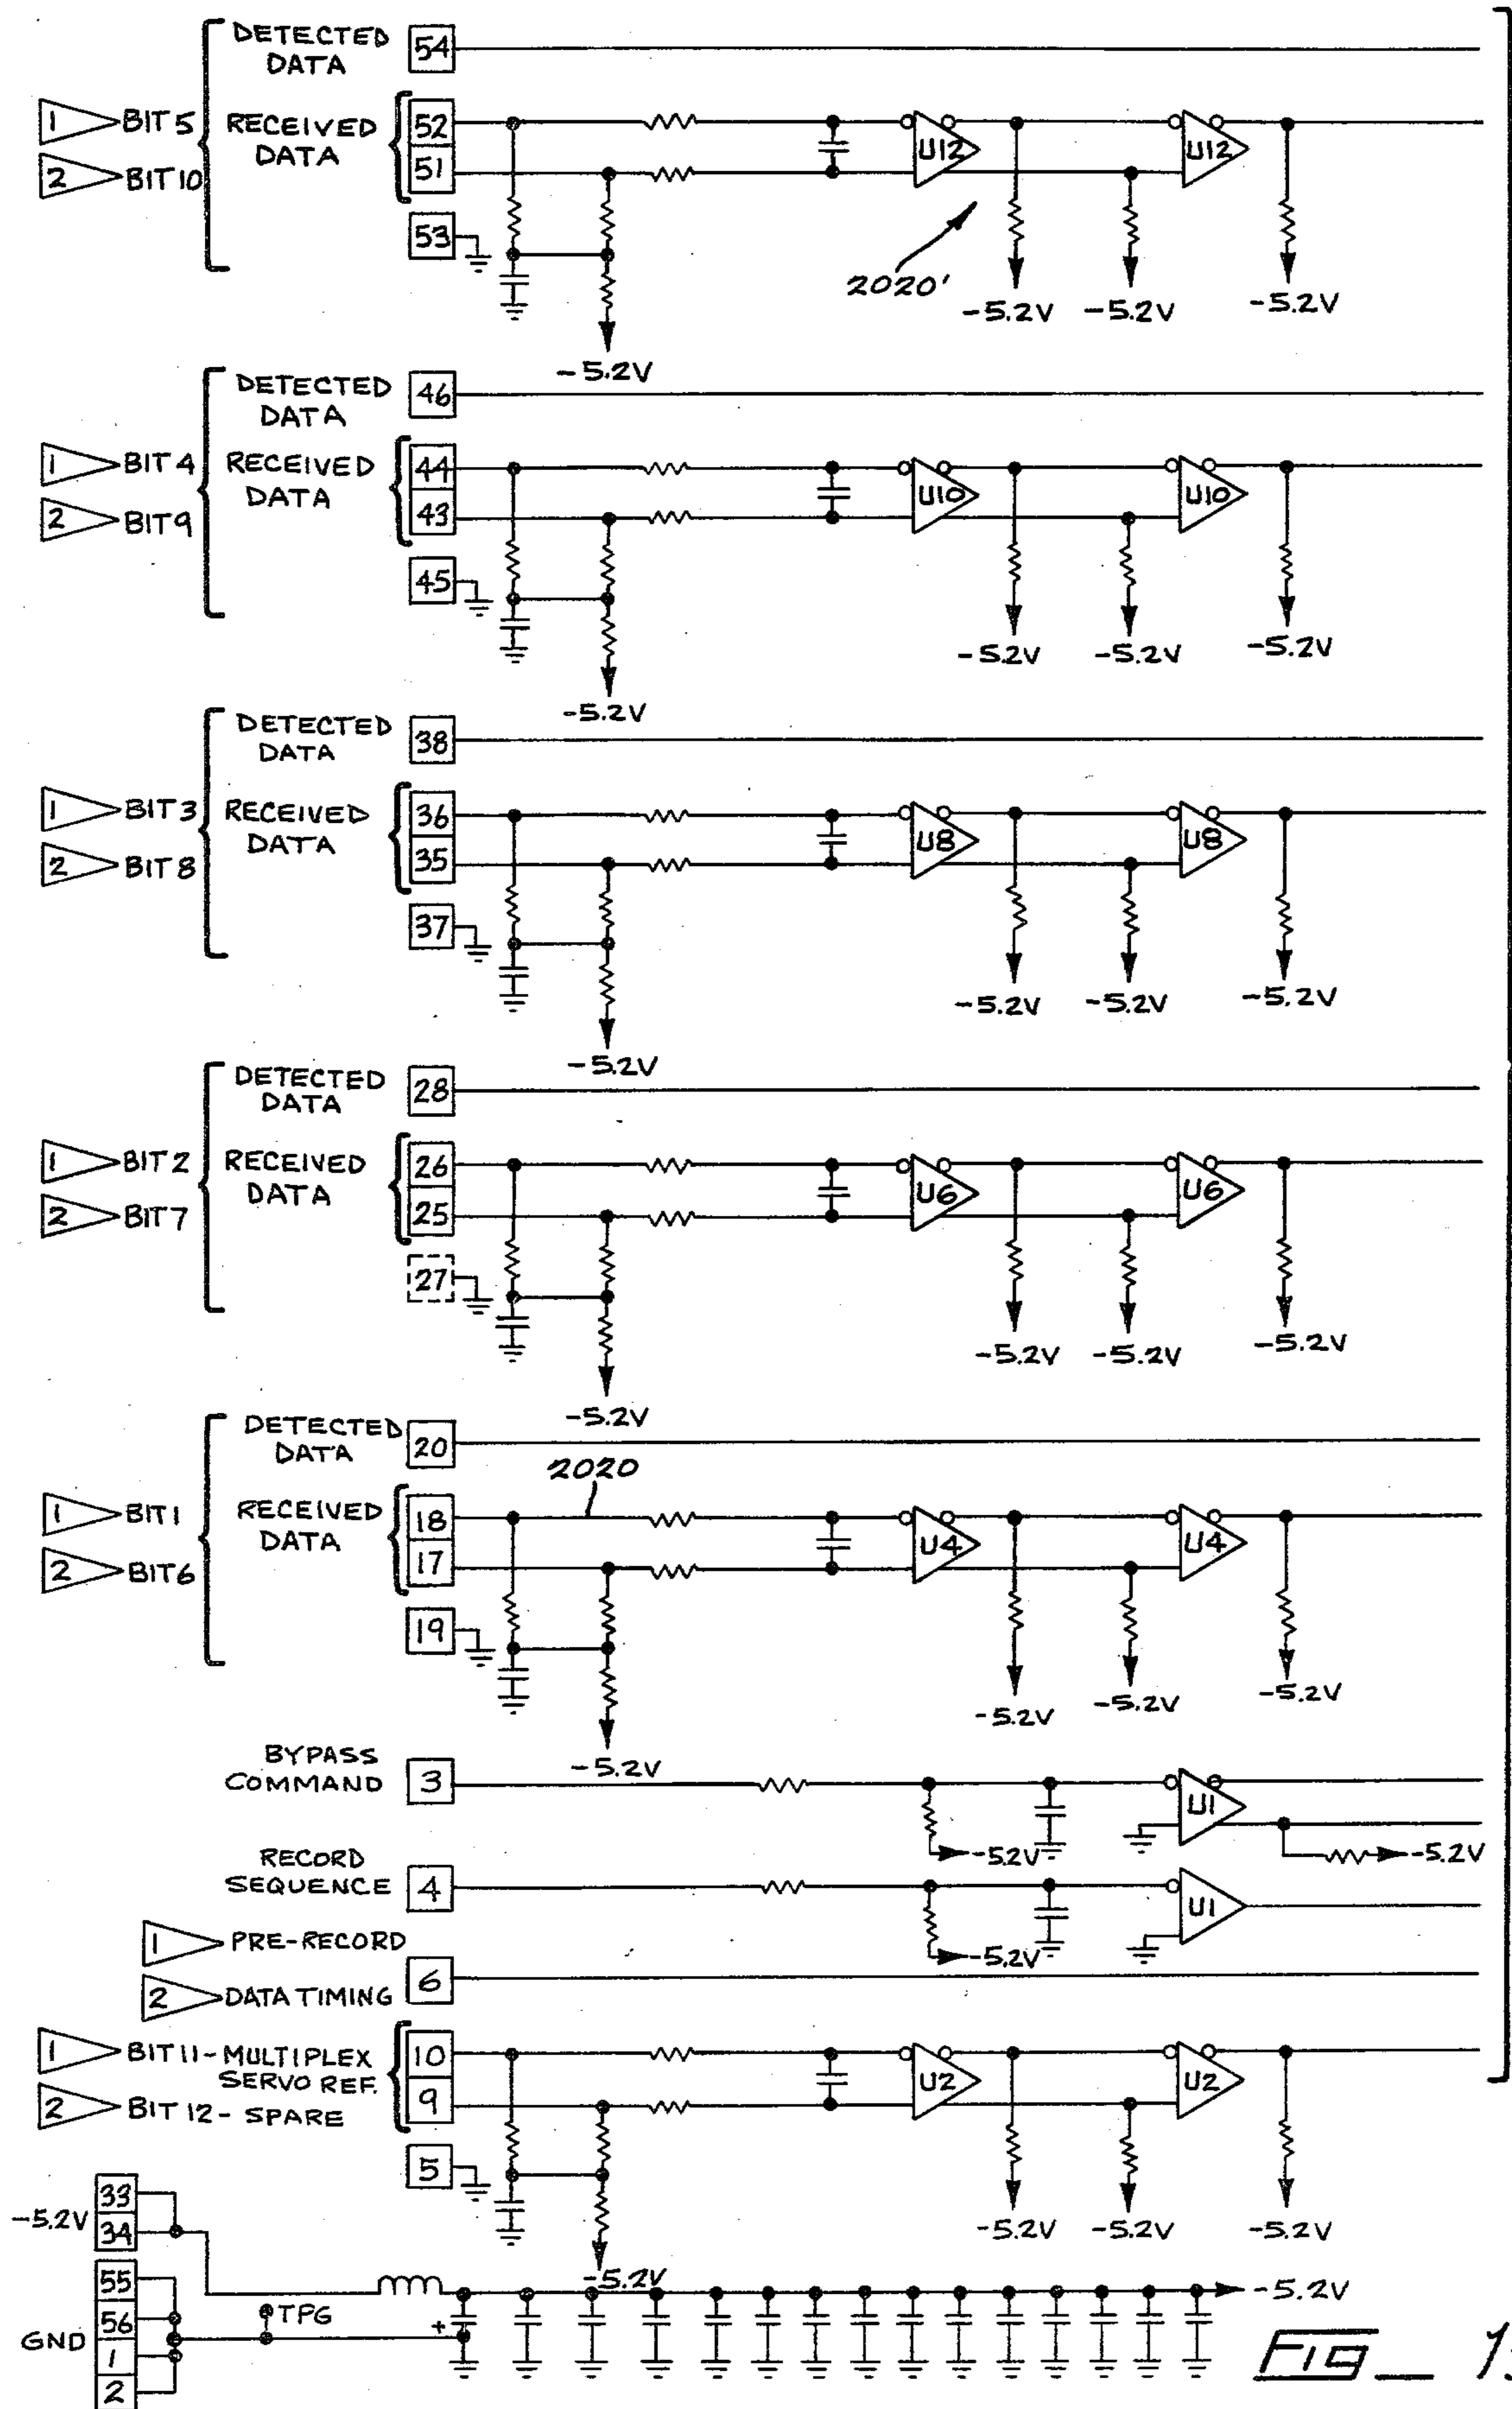 DETECTED
DATA
54
1 BIT 5
2 BIT 10
RECEIVED
DATA
52
51
53
U12
U12
2020'
-5.2V
-5.2V
-5.2V
-5.2V
DETECTED
DATA
46
1 BIT 4
2 BIT 9
RECEIVED
DATA
44
43
45
U10
U10
-5.2V
-5.2V
-5.2V
-5.2V
DETECTED
DATA
38
1 BIT 3
2 BIT 8
RECEIVED
DATA
36
35
37
U8
U8
-5.2V
-5.2V
-5.2V
-5.2V
DETECTED
DATA
28
1 BIT 2
2 BIT 7
RECEIVED
DATA
26
25
27
U6
U6
-5.2V
-5.2V
-5.2V
-5.2V
DETECTED
DATA
20
2020
1 BIT 1
2 BIT 6
RECEIVED
DATA
18
17
19
U4
U4
-5.2V
-5.2V
-5.2V
-5.2V
BYPASS
COMMAND
3
U1
-5.2V
-5.2V
RECORD
SEQUENCE
4
U1
-5.2V
1 PRE-RECORD
2 DATA TIMING
6
1 BIT 11- MULTIPLEX
SERVO REF.
2 BIT 12- SPARE
10
9
5
U2
U2
-5.2V
-5.2V
-5.2V
-5.2V
-5.2V
33
34
GND
55
56
1
2
TPG
+
-5.2V
FIG_